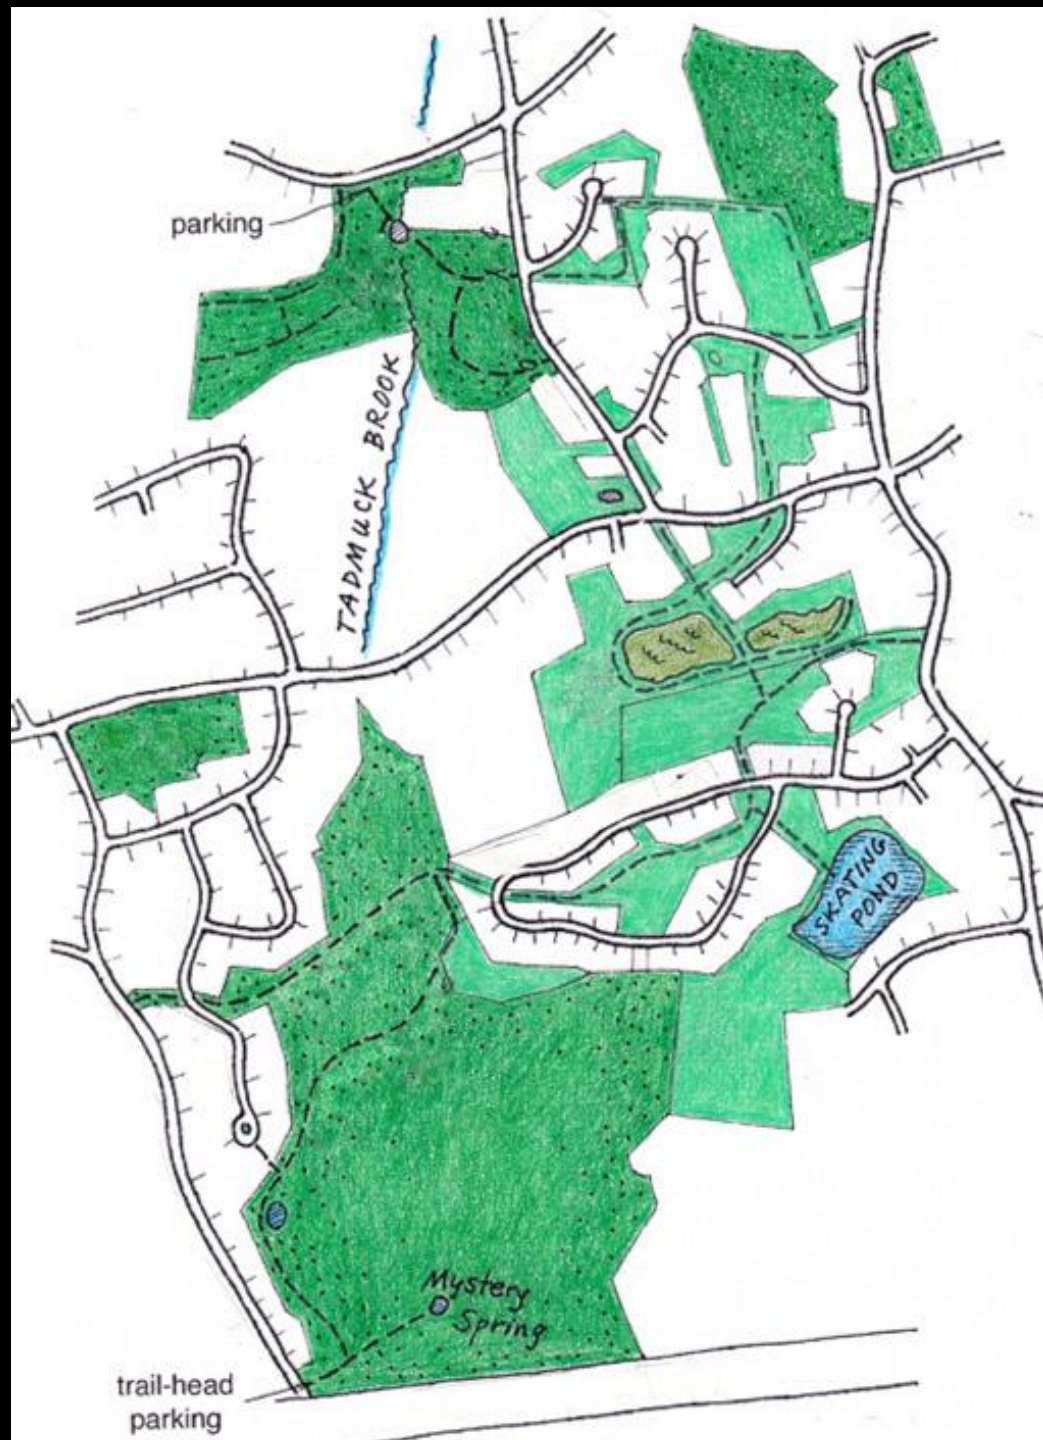 parking
TADMUCK BROOK
SKATING
POND
Mystery
Spring
trail-head
parking